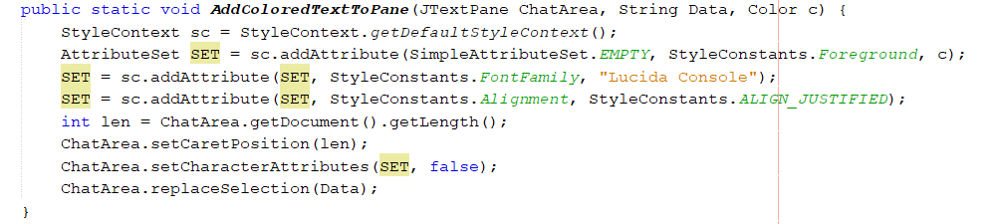 public static void AddColoredTextToPane(JTextPane ChatArea, String Data, Color c) {
StyleContext sc = StyleContext.getDefaultStyleContext();
AttributeSet SET = sc.addAttribute(SimpleAttributeSet.EMPTY, StyleConstants.Foreground, c);
SET = sc.addAttribute(SET, StyleConstants.FontFamily, "Lucida Console");
SET = sc.addAttribute(SET, StyleConstants.Alignment, StyleConstants.ALIGN_JUSTIFIED);
int len = ChatArea.getDocument().getLength();
ChatArea.setCaretPosition(len);
ChatArea.setCharacterAttributes(SET, false);
ChatArea.replaceSelection(Data);
}